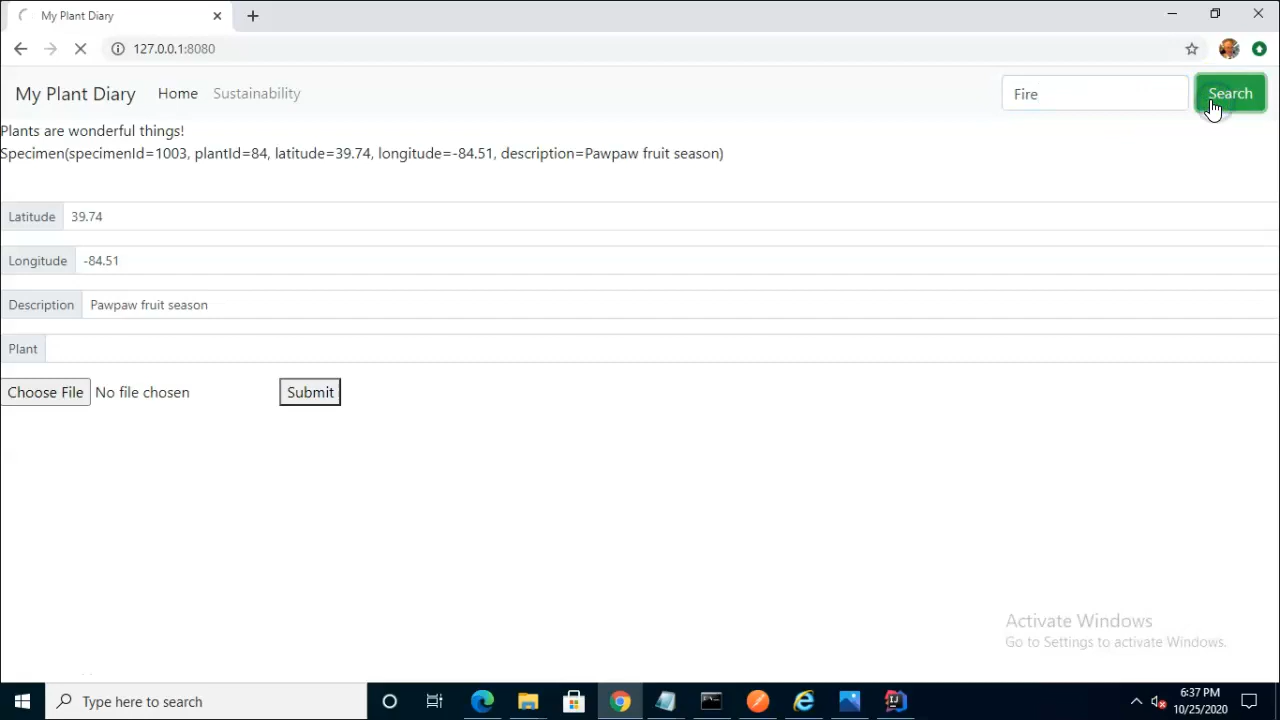 My Plant Diary
127.0.0.1:8080
My Plant Diary Home Sustainability Fire Search
Plants are wonderful things!
Specimen(specimenId=1003, plantId=84, latitude=39.74, longitude=-84.51, description=Pawpaw fruit season)
Latitude 39.74
Longitude -84.51
Description Pawpaw fruit season
Plant
Choose File No file chosen Submit
Activate Windows
Go to Settings to activate Windows.
Type here to search
6:37 PM
10/25/2020